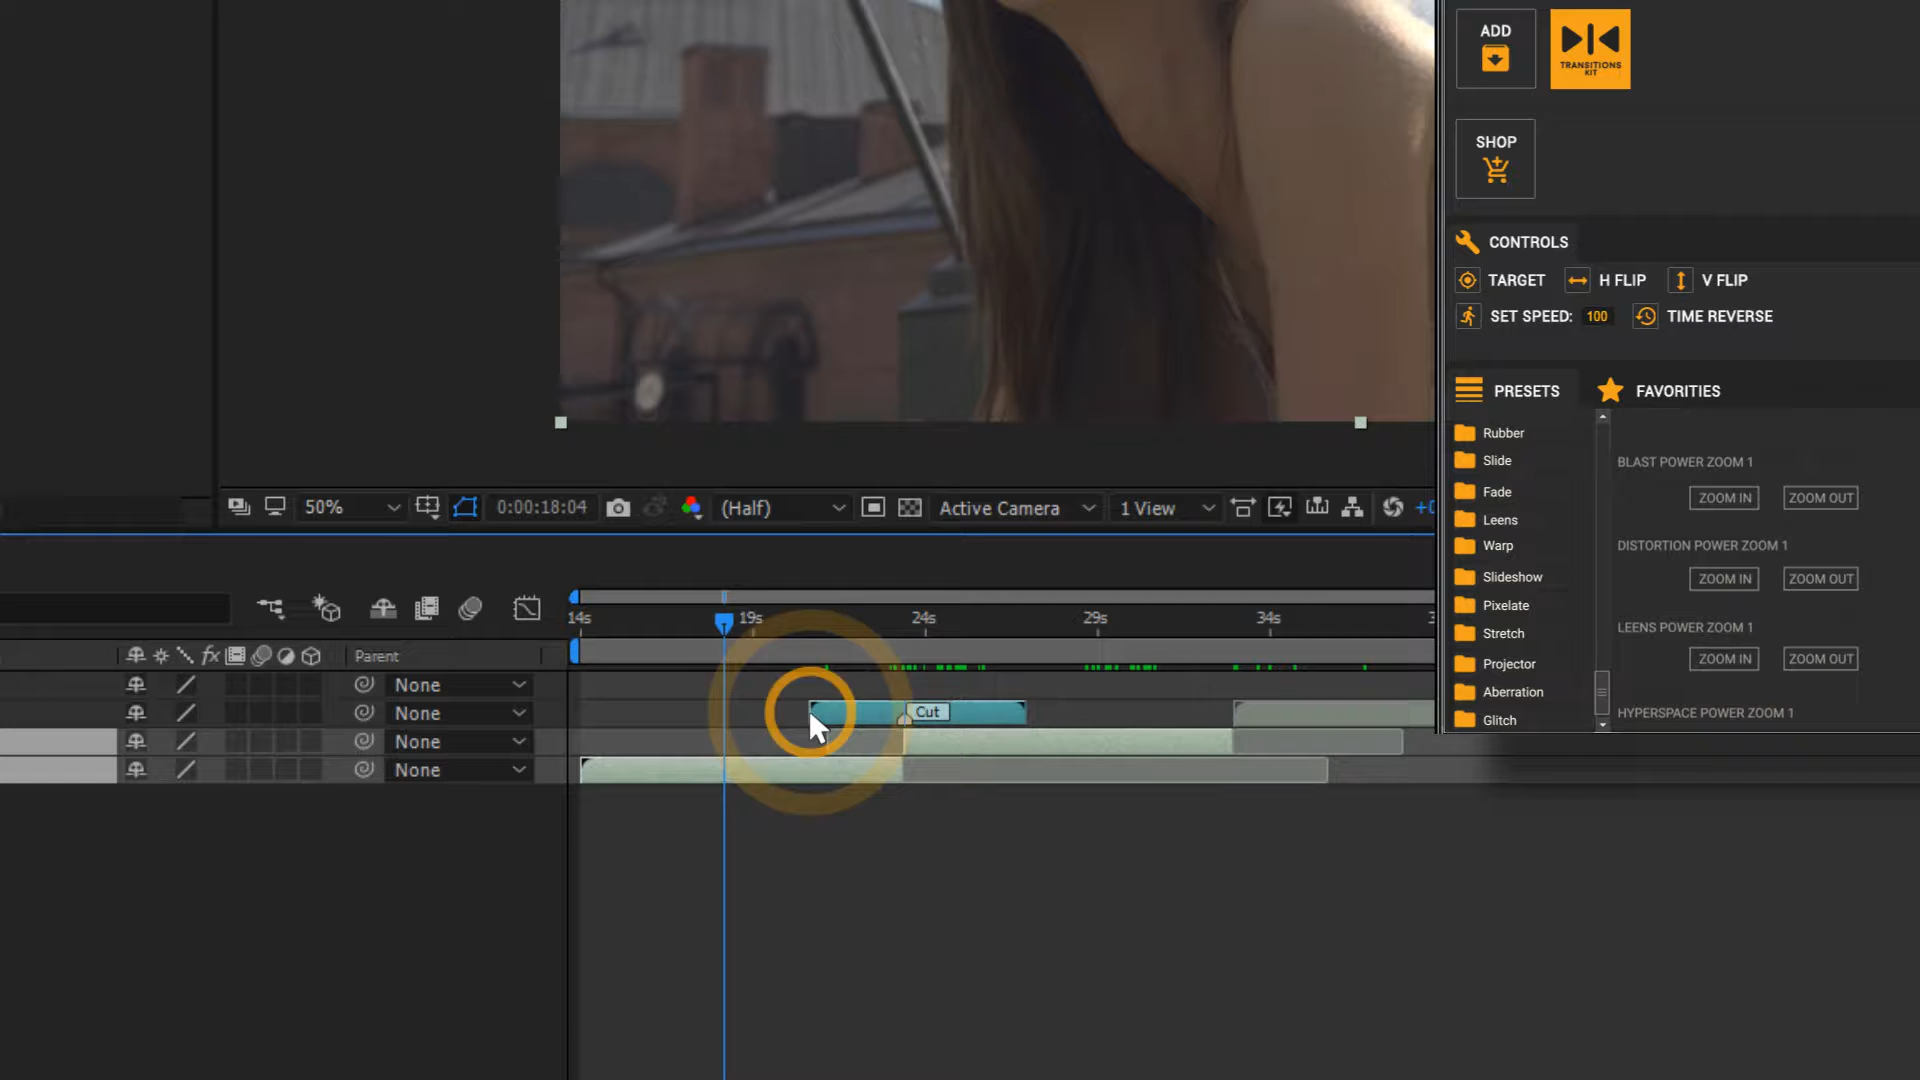 ADD
TRANSITIONS
KIT
SHOP
CONTROLS
TARGET H FLIP V FLIP
SET SPEED: 100 TIME REVERSE
PRESETS FAVORITIES
Rubber
Slide
Fade
Leens
Warp
Slideshow
Pixelate
Stretch
Projector
Aberration
Glitch
BLAST POWER ZOOM 1
ZOOM IN ZOOM OUT
DISTORTION POWER ZOOM 1
ZOOM IN ZOOM OUT
LEENS POWER ZOOM 1
ZOOM IN ZOOM OUT
HYPERSPACE POWER ZOOM 1
50% 0:00:18:04 (Half) Active Camera 1 View
14s 19s 24s 29s 34s
fx Parent
None
None Cut
None
None